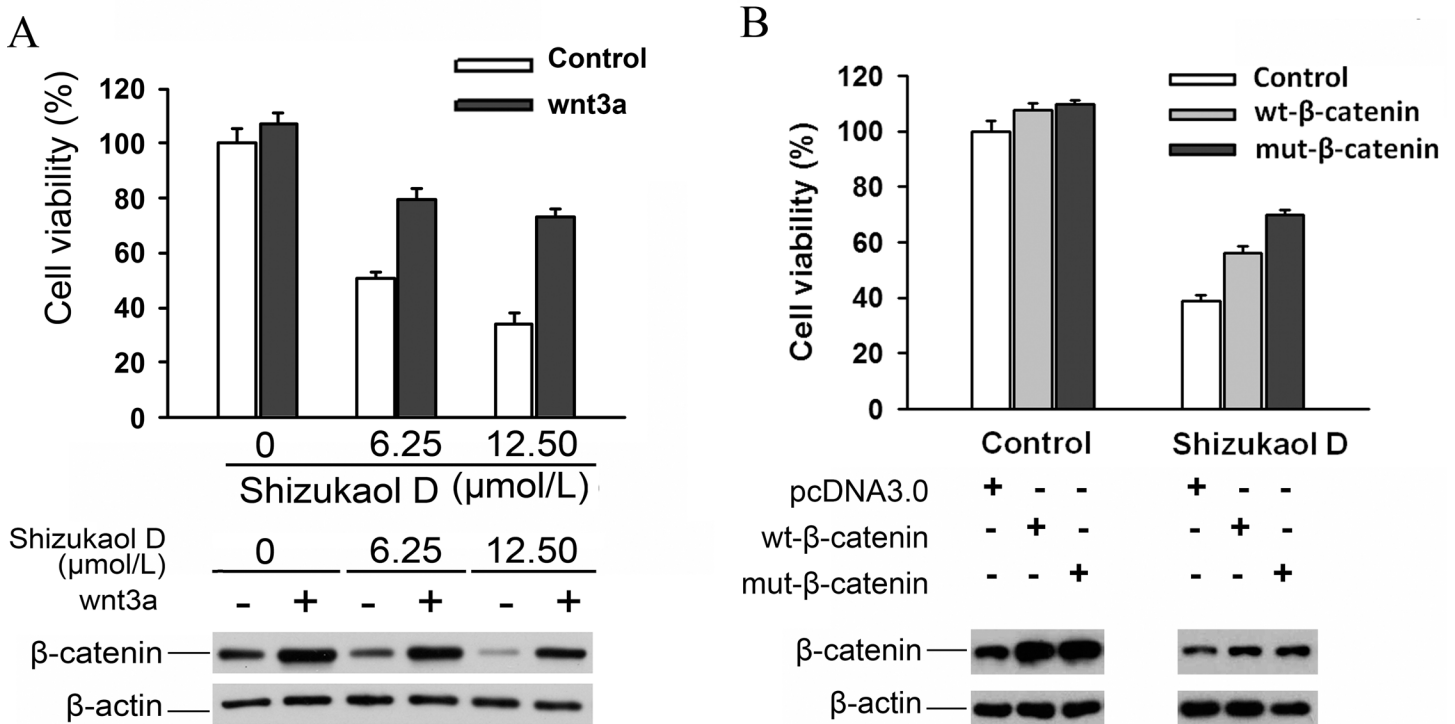 A
Control
wnt3a
Cell viability (%)
120
100
80
60
40
20
0
0 6.25 12.50
Shizukaol D (μmol/L)
Shizukaol D
(μmol/L)
0 6.25 12.50
wnt3a - + - + - +
β-catenin
β-actin
B
Control
wt-β-catenin
mut-β-catenin
Cell viability (%)
120
100
80
60
40
20
0
Control Shizukaol D
pcDNA3.0 + - - + - -
wt-β-catenin - + - - + -
mut-β-catenin - - + - - +
β-catenin
β-actin